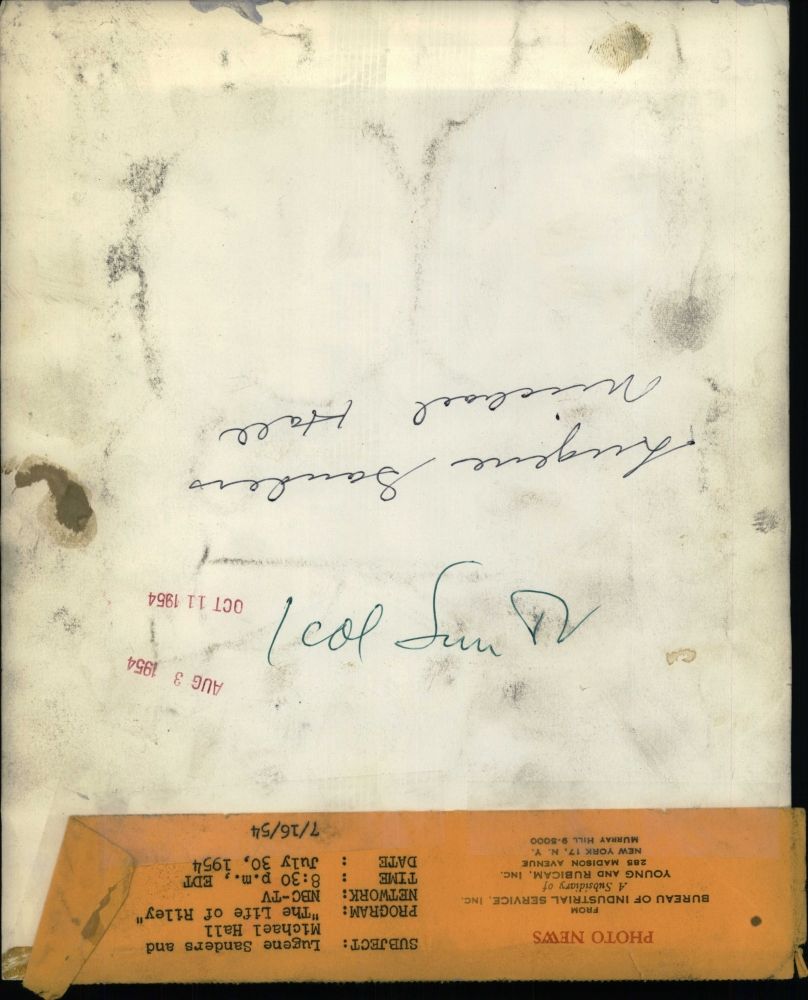 PHOTO NEWS
FROM
BUREAU OF INDUSTRIAL SERVICE, INC.
A Subsidiary of
YOUNG AND RUBICAM, INC.
285 MADISON AVENUE
NEW YORK 17, N. Y.
MURRAY HILL 9-5000
SUBJECT: Lugene Sanders and
Michael Hall
PROGRAM: "The Life of Riley"
NETWORK: NBC-TV
TIME : 8:30 p.m., EDT
DATE : July 30, 1954
7/16/54
AUG 3 1954
OCT 11 1954
1 col Sun TV
Lugene Sanders
Michael Hall